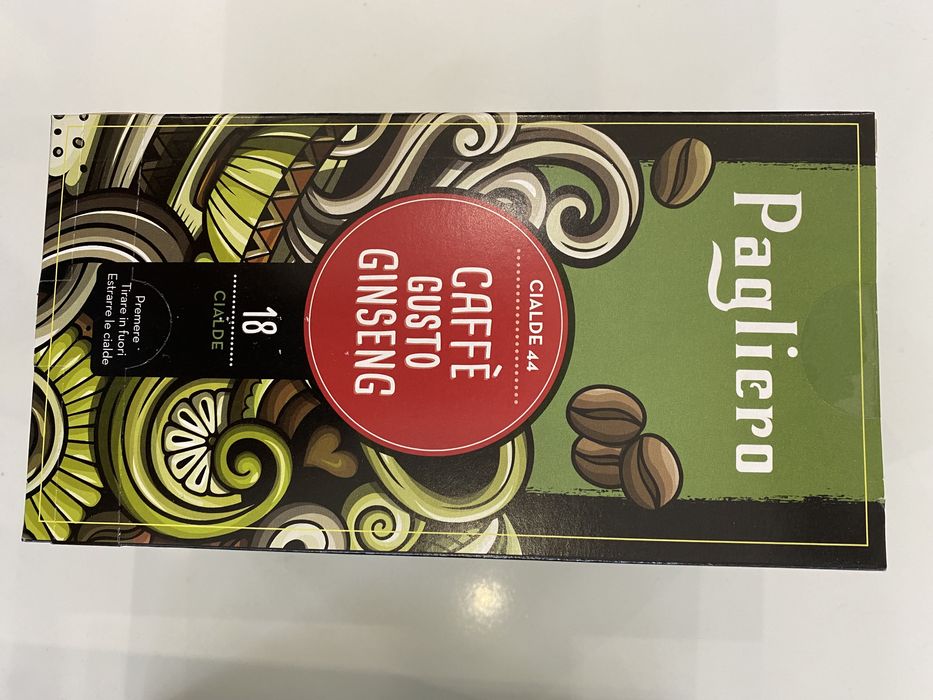 Pagliero
CIALDE 44
CAFFÈ
GUSTO
GINSENG
18
CIALDE
Premere
Tirare in fuori
Estrarre le cialde